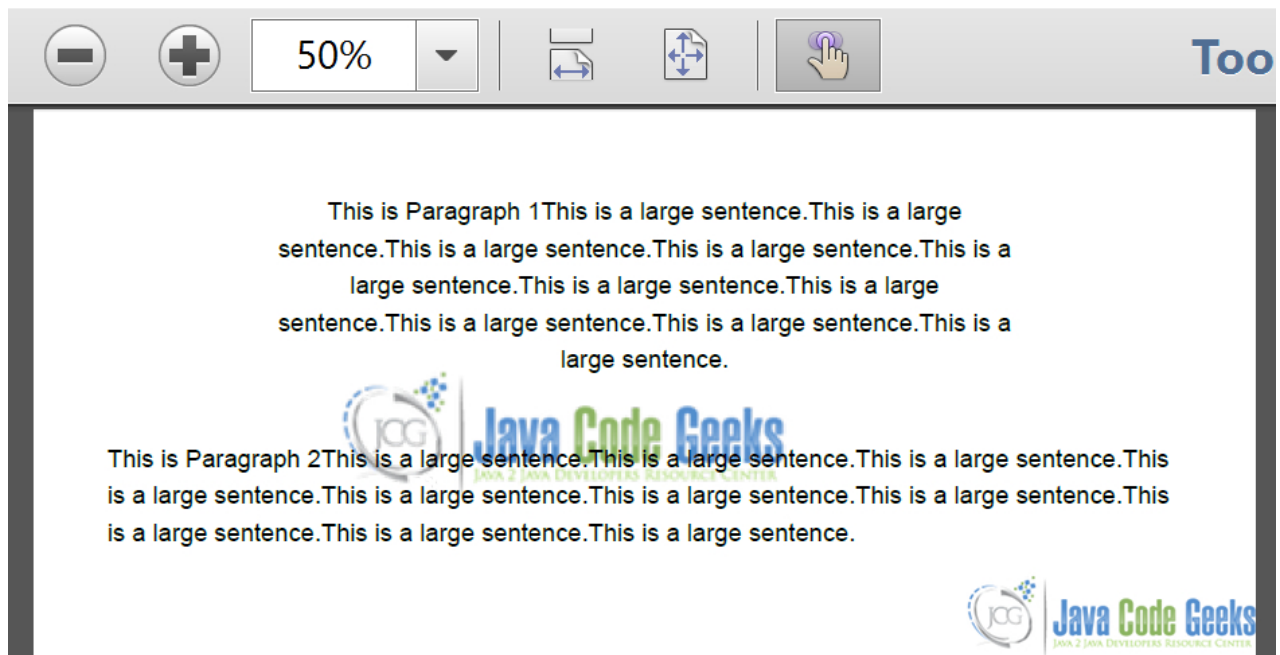 50%
Too
This is Paragraph 1This is a large sentence.This is a large
sentence.This is a large sentence.This is a large sentence.This is a
large sentence.This is a large sentence.This is a large
sentence.This is a large sentence.This is a large sentence.This is a
large sentence.
JCG
Java Code Geeks
JAVA 2 JAVA DEVELOPERS RESOURCE CENTER
This is Paragraph 2This is a large sentence.This is a large sentence.This is a large sentence.This
is a large sentence.This is a large sentence.This is a large sentence.This is a large sentence.This
is a large sentence.This is a large sentence.This is a large sentence.
JCG
Java Code Geeks
JAVA 2 JAVA DEVELOPERS RESOURCE CENTER